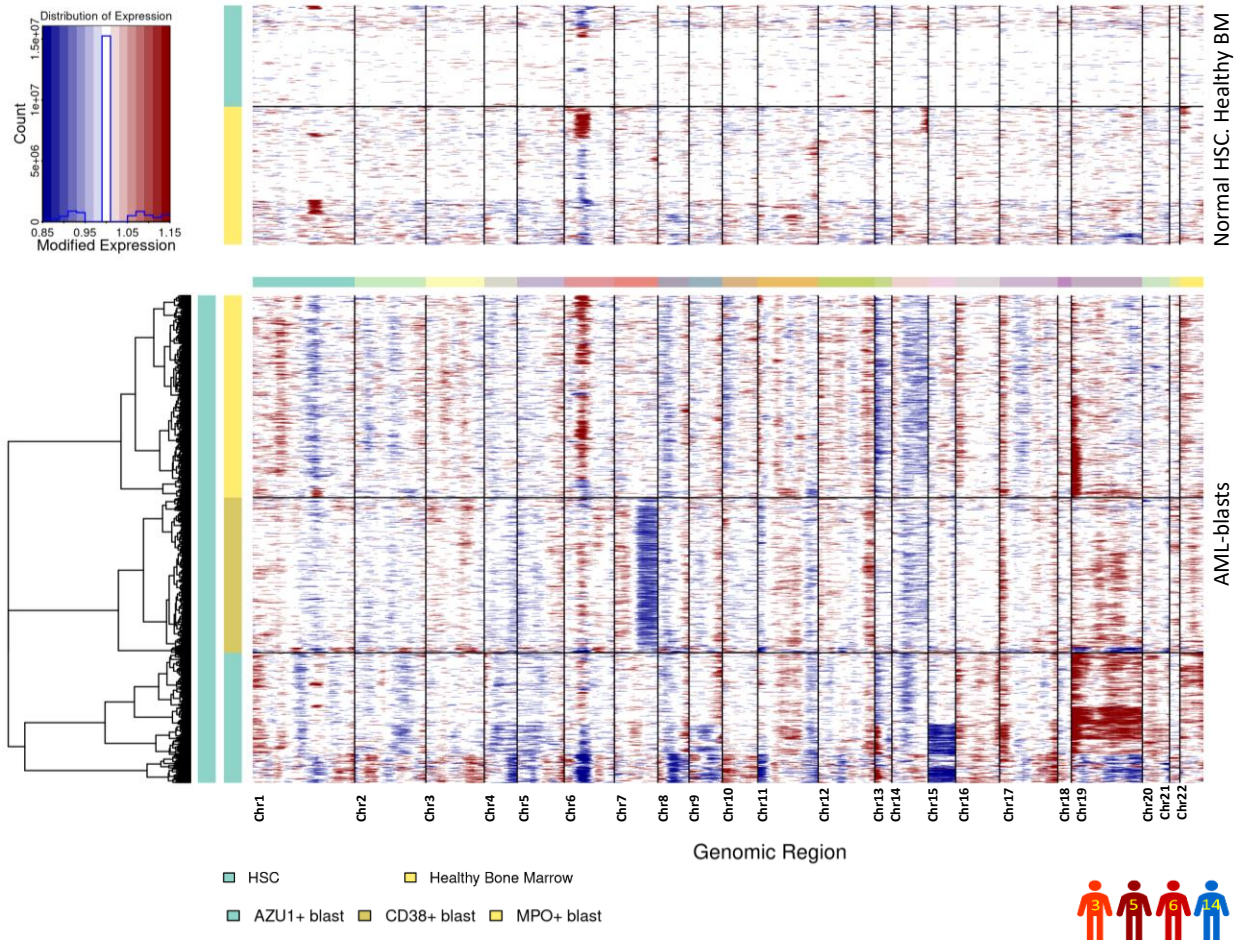 Distribution of Expression
Count
0
5e+06
1e+07
1.5e+07
0.85 0.95 1.05 1.15
Modified Expression
Normal HSC. Healthy BM
AML-blasts
Chr1
Chr2
Chr3
Chr4
Chr5
Chr6
Chr7
Chr8
Chr9
Chr10
Chr11
Chr12
Chr13
Chr14
Chr15
Chr16
Chr17
Chr18
Chr19
Chr20
Chr21
Chr22
Genomic Region
HSC Healthy Bone Marrow
AZU1+ blast CD38+ blast MPO+ blast
3 5 6 14